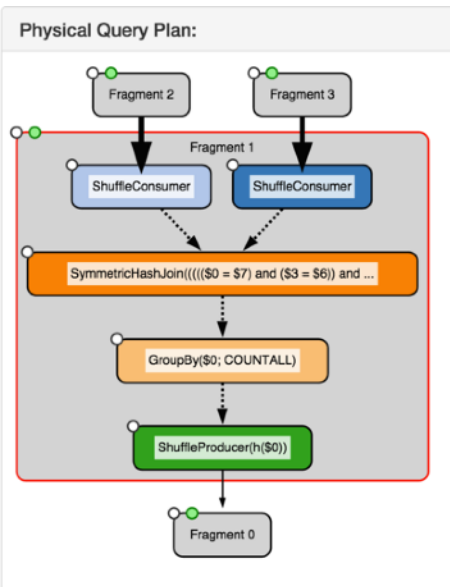 Physical Query Plan:
Fragment 2
Fragment 3
Fragment 1
ShuffleConsumer
ShuffleConsumer
SymmetricHashJoin((((($0 = $7) and ($3 = $6)) and ...
GroupBy($0; COUNTALL)
ShuffleProducer(h($0))
Fragment 0